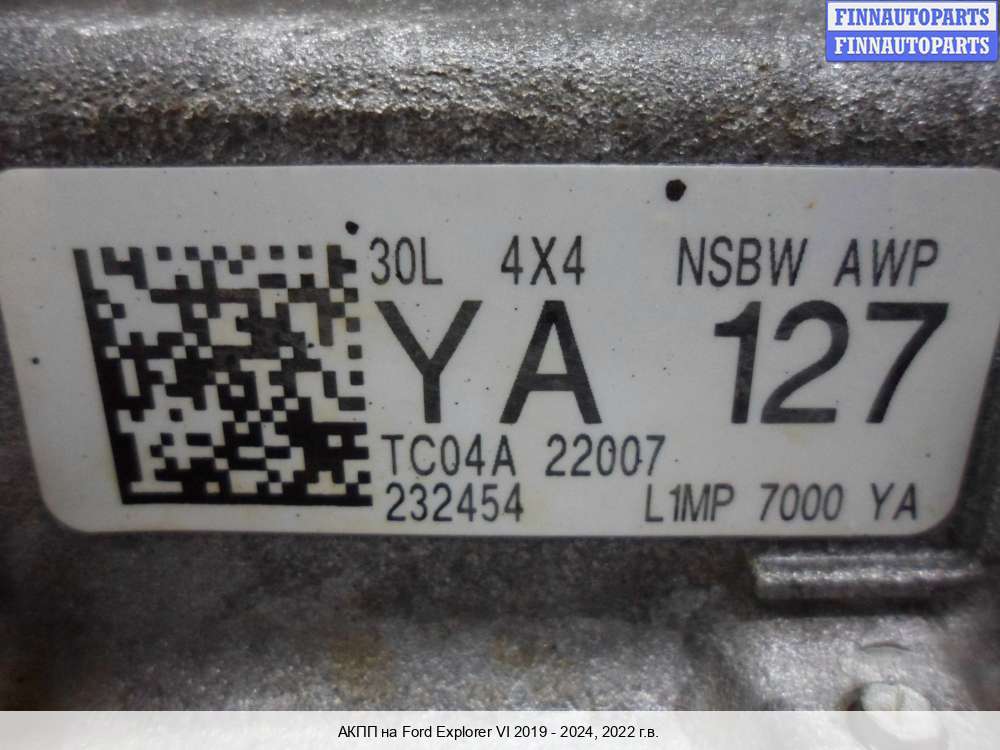 FINNAUTOPARTS
FINNAUTOPARTS
30L 4X4 NSBW AWP
YA 127
TC04A 22007
232454 L1MP 7000 YA
АКПП на Ford Explorer VI 2019 - 2024, 2022 г.в.